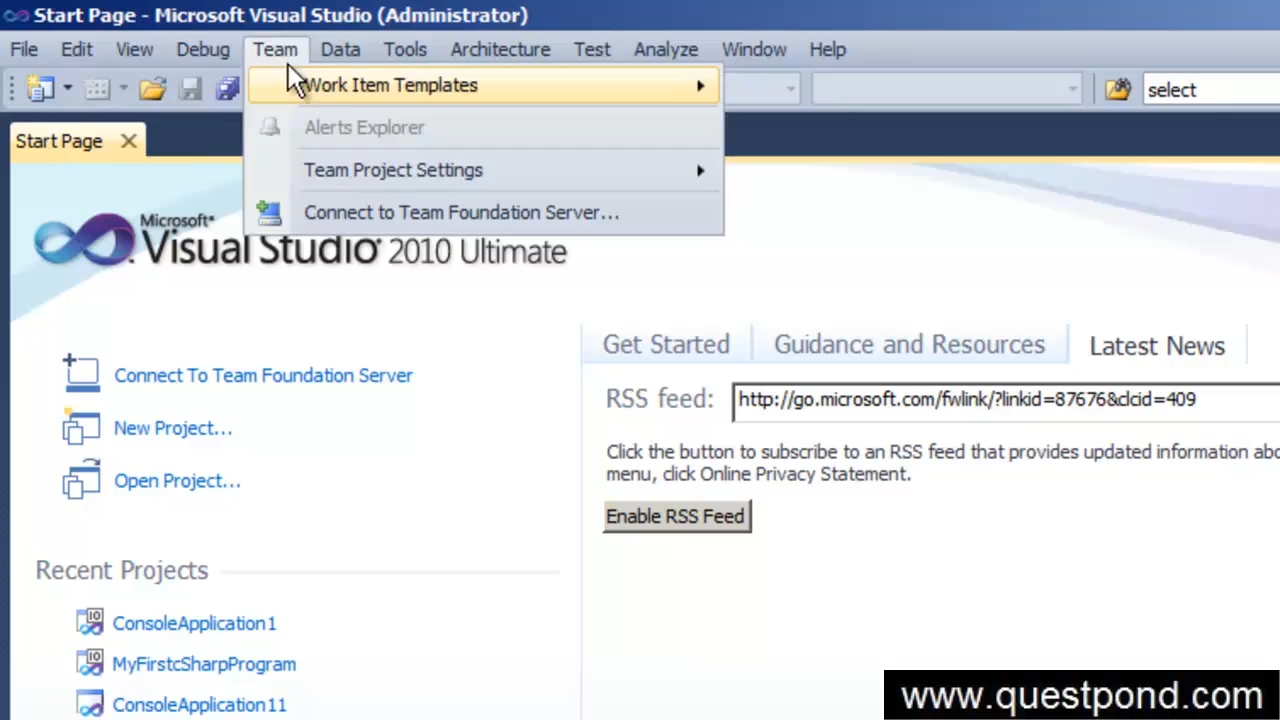 Start Page - Microsoft Visual Studio (Administrator)
File Edit View Debug Team Data Tools Architecture Test Analyze Window Help
Work Item Templates
select
Alerts Explorer
Start Page
Team Project Settings
Connect to Team Foundation Server...
Microsoft
Visual Studio 2010 Ultimate
Get Started Guidance and Resources Latest News
Connect To Team Foundation Server
RSS feed: http://go.microsoft.com/fwlink/?linkid=87676&clcid=409
New Project...
Click the button to subscribe to an RSS feed that provides updated information abo
menu, click Online Privacy Statement.
Open Project...
Enable RSS Feed
Recent Projects
ConsoleApplication1
MyFirstcSharpProgram
ConsoleApplication11
www.questpond.com